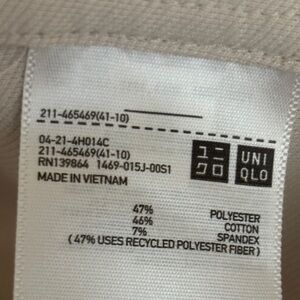 211-465469(41-10)
04-21-4H014C
211-465469(41-10)
RN139864 1469-015J-00S1
MADE IN VIETNAM
ユニ
クロ
UNI
QLO
47% POLYESTER
46% COTTON
7% SPANDEX
( 47% USES RECYCLED POLYESTER FIBER )